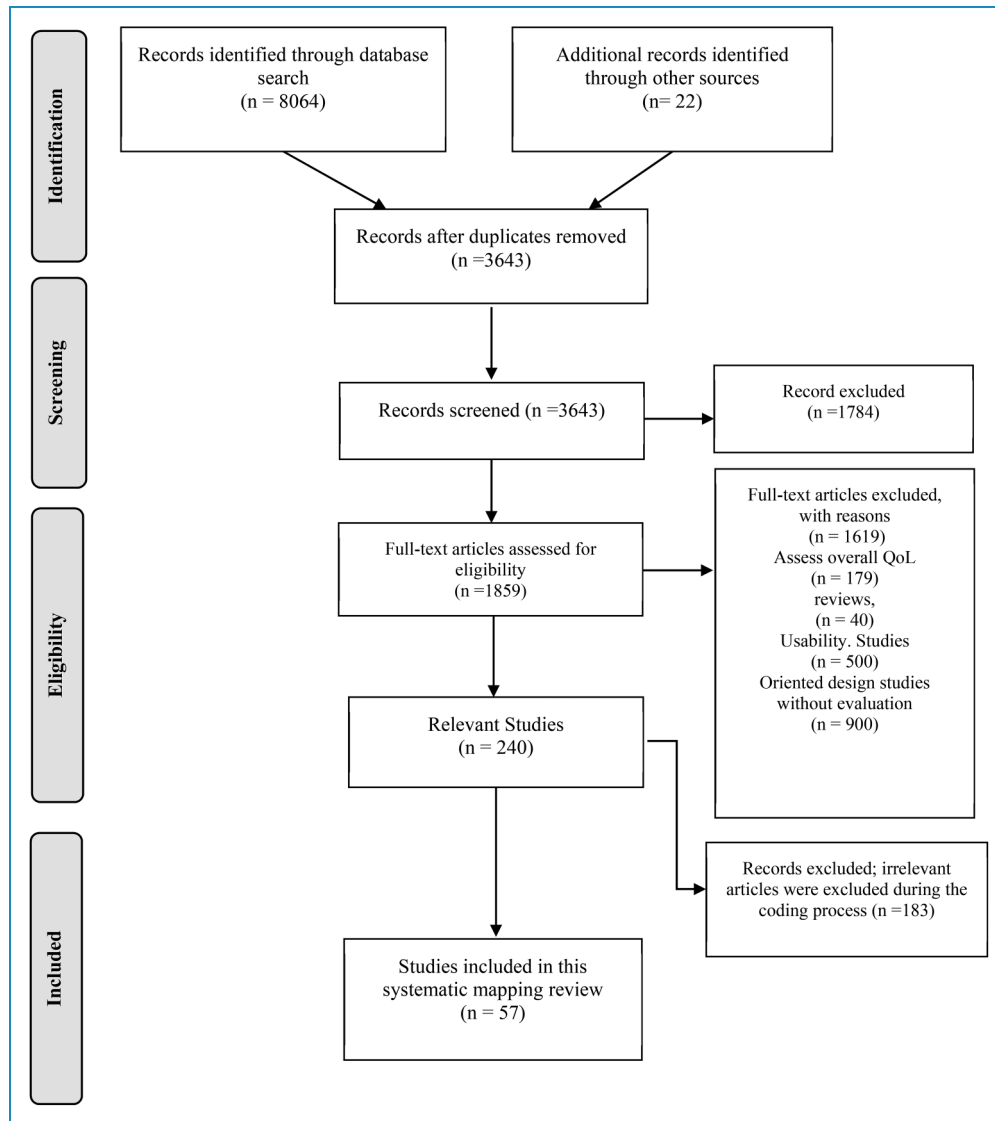 Identification
Records identified through database
search
(n = 8064)
Additional records identified
through other sources
(n= 22)
Records after duplicates removed
(n =3643)
Screening
Records screened (n =3643)
Record excluded
(n =1784)
Eligibility
Full-text articles assessed for
eligibility
(n =1859)
Full-text articles excluded,
with reasons
(n = 1619)
Assess overall QoL
(n = 179)
reviews,
(n = 40)
Usability. Studies
(n = 500)
Oriented design studies
without evaluation
(n = 900)
Relevant Studies
(n = 240)
Records excluded; irrelevant
articles were excluded during the
coding process (n =183)
Included
Studies included in this
systematic mapping review
(n = 57)